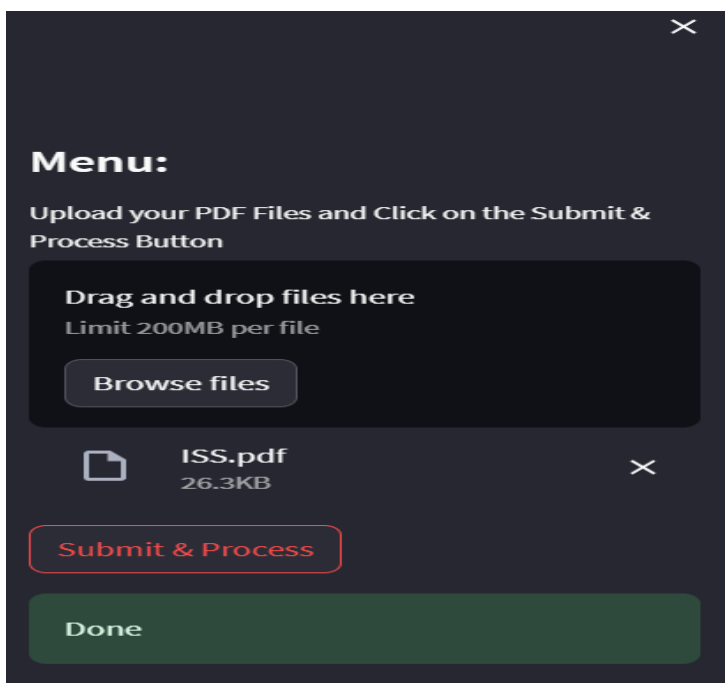 Menu:
Upload your PDF Files and Click on the Submit &
Process Button
Drag and drop files here
Limit 200MB per file
Browse files
ISS.pdf
26.3KB
Submit & Process
Done